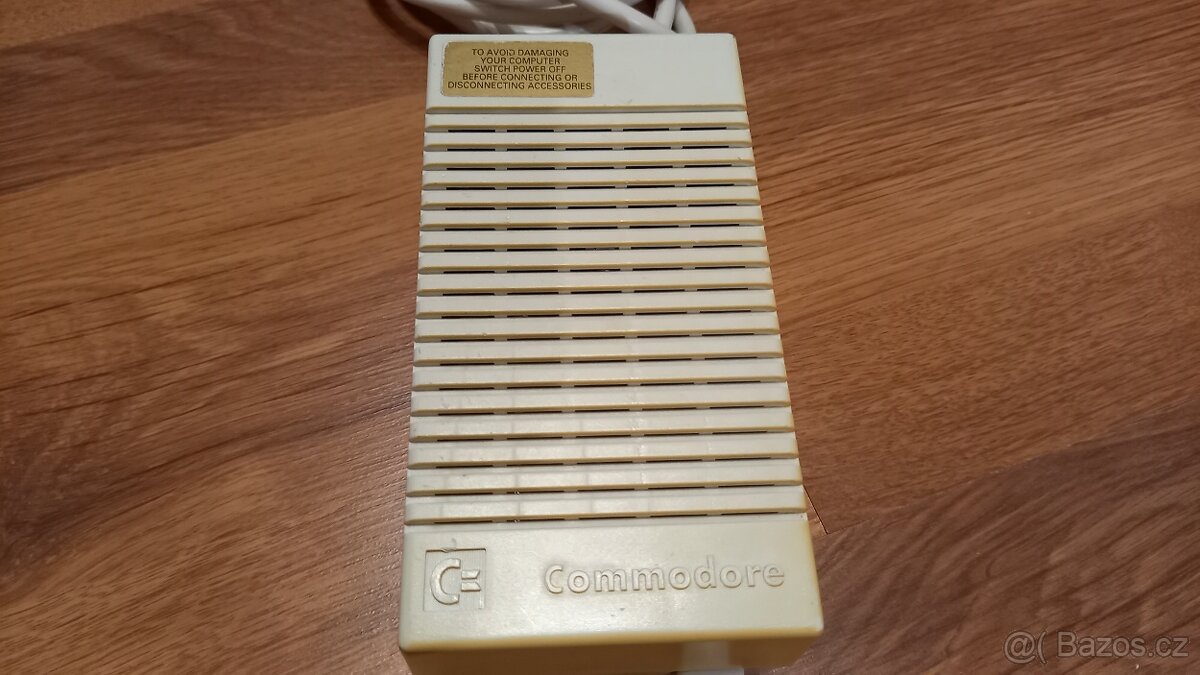 TO AVOID DAMAGING
YOUR COMPUTER
SWITCH POWER OFF
BEFORE CONNECTING OR
DISCONNECTING ACCESSORIES
Commodore
@( Bazos.cz